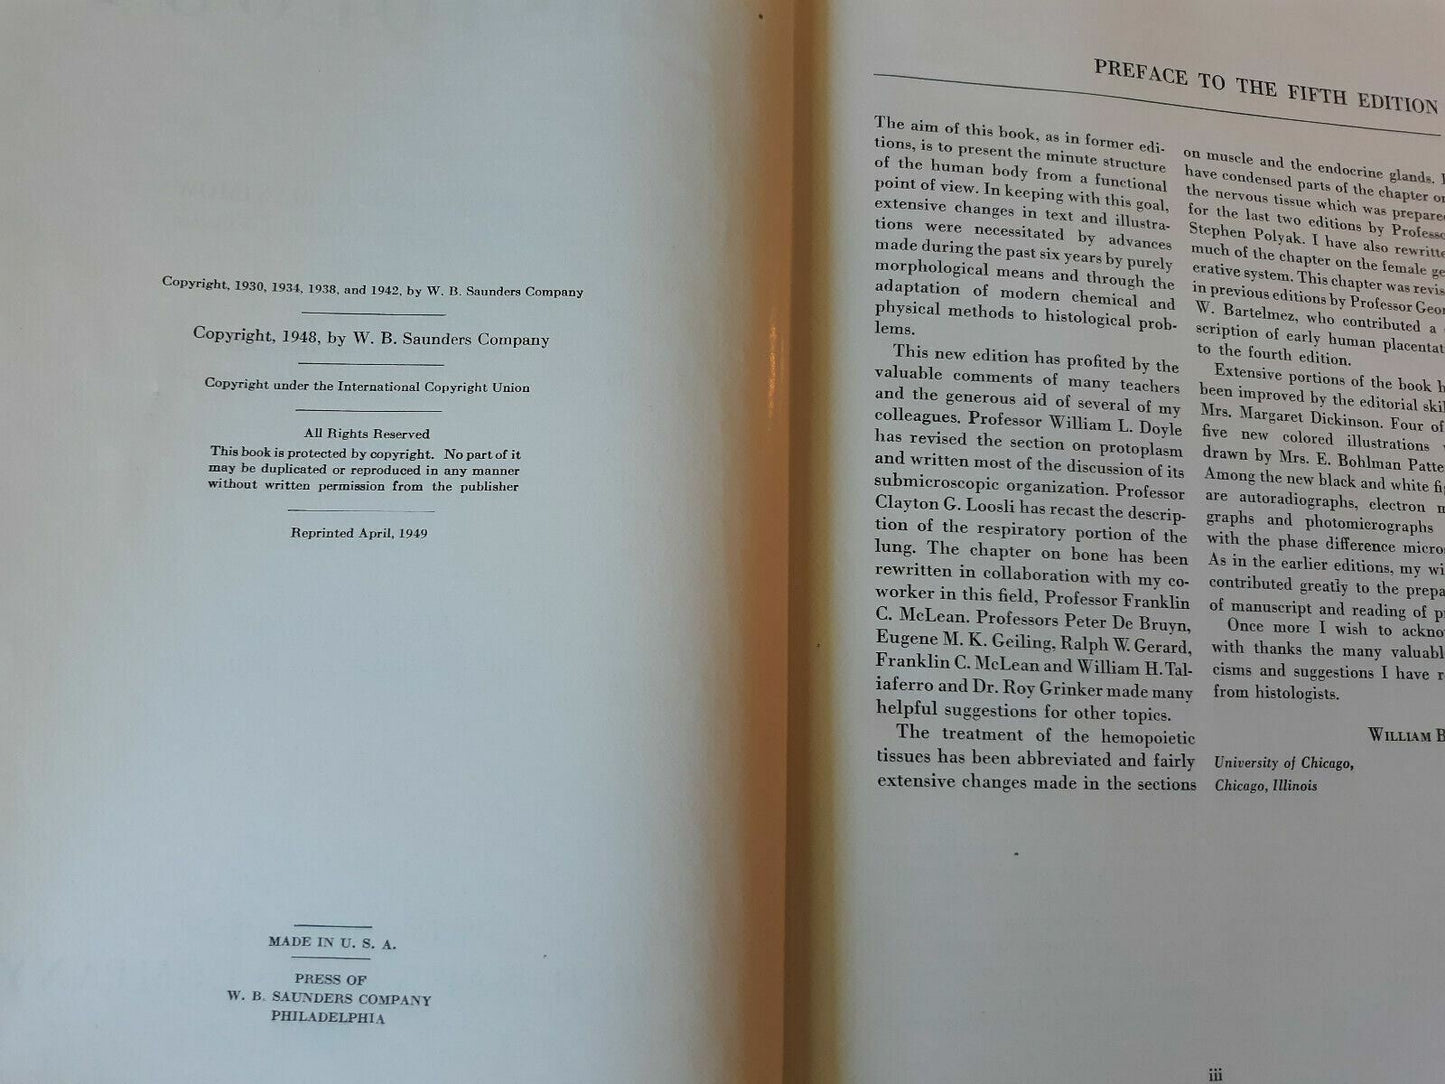 Copyright, 1930, 1934, 1938, and 1942, by W. B. Saunders Company
Copyright, 1948, by W. B. Saunders Company
Copyright under the International Copyright Union
All Rights Reserved
This book is protected by copyright. No part of it
may be duplicated or reproduced in any manner
without written permission from the publisher
Reprinted April, 1949
MADE IN U. S. A.
PRESS OF
W. B. SAUNDERS COMPANY
PHILADELPHIA
PREFACE TO THE FIFTH EDITION
The aim of this book, as in former edi-
tions, is to present the minute structure
of the human body from a functional
point of view. In keeping with this goal,
extensive changes in text and illustra-
tions were necessitated by advances
made during the past six years by purely
morphological means and through the
adaptation of modern chemical and
physical methods to histological prob-
lems.
This new edition has profited by the
valuable comments of many teachers
and the generous aid of several of my
colleagues. Professor William L. Doyle
has revised the section on protoplasm
and written most of the discussion of its
submicroscopic organization. Professor
Clayton G. Loosli has recast the descrip-
tion of the respiratory portion of the
lung. The chapter on bone has been
rewritten in collaboration with my co-
worker in this field, Professor Franklin
C. McLean. Professors Peter De Bruyn,
Eugene M. K. Geiling, Ralph W. Gerard,
Franklin C. McLean and William H. Tal-
iaferro and Dr. Roy Grinker made many
helpful suggestions for other topics.
The treatment of the hemopoietic
tissues has been abbreviated and fairly
extensive changes made in the sections
on muscle and the endocrine glands.
have condensed parts of the chapter
the nervous tissue which was
for the last two editions by
Stephen Polyak. I have also
much of the chapter on the female
erative system. This chapter was
in previous editions by Professor
W. Bartelmez, who contributed a
scription of early human
to the fourth edition.
Extensive portions of the book
been improved by the editorial
Mrs. Margaret Dickinson. Four of
five new colored illustrations
drawn by Mrs. E. Bohlman
Among the new black and white
are autoradiographs, electron
graphs and photomicrographs
with the phase difference
As in the earlier editions, my
contributed greatly to the
of manuscript and reading of
Once more I wish to
with thanks the many
cisms and suggestions I have
from histologists.
WILLIAM
University of Chicago,
Chicago, Illinois
iii